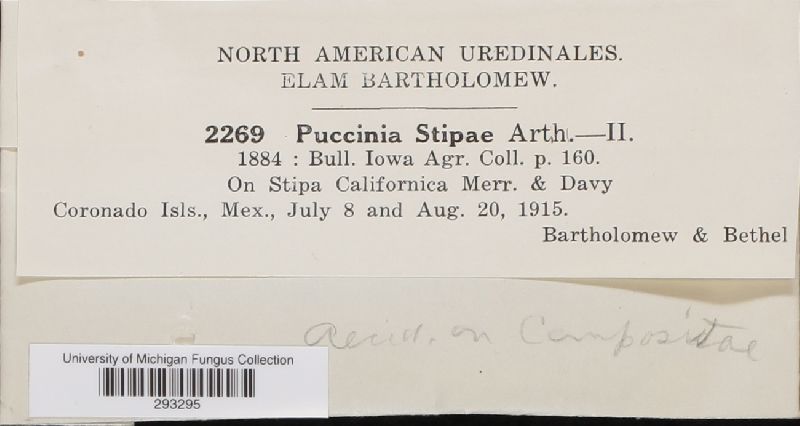 NORTH AMERICAN UREDINALES.
ELAM BARTHOLOMEW.
2269 Puccinia Stipae Arth.—II.
1884 : Bull. Iowa Agr. Coll. p. 160.
On Stipa Californica Merr. & Davy
Coronado Isls., Mex., July 8 and Aug. 20, 1915.
Bartholomew & Bethel
Aecid. on Compositae
University of Michigan Fungus Collection
293295